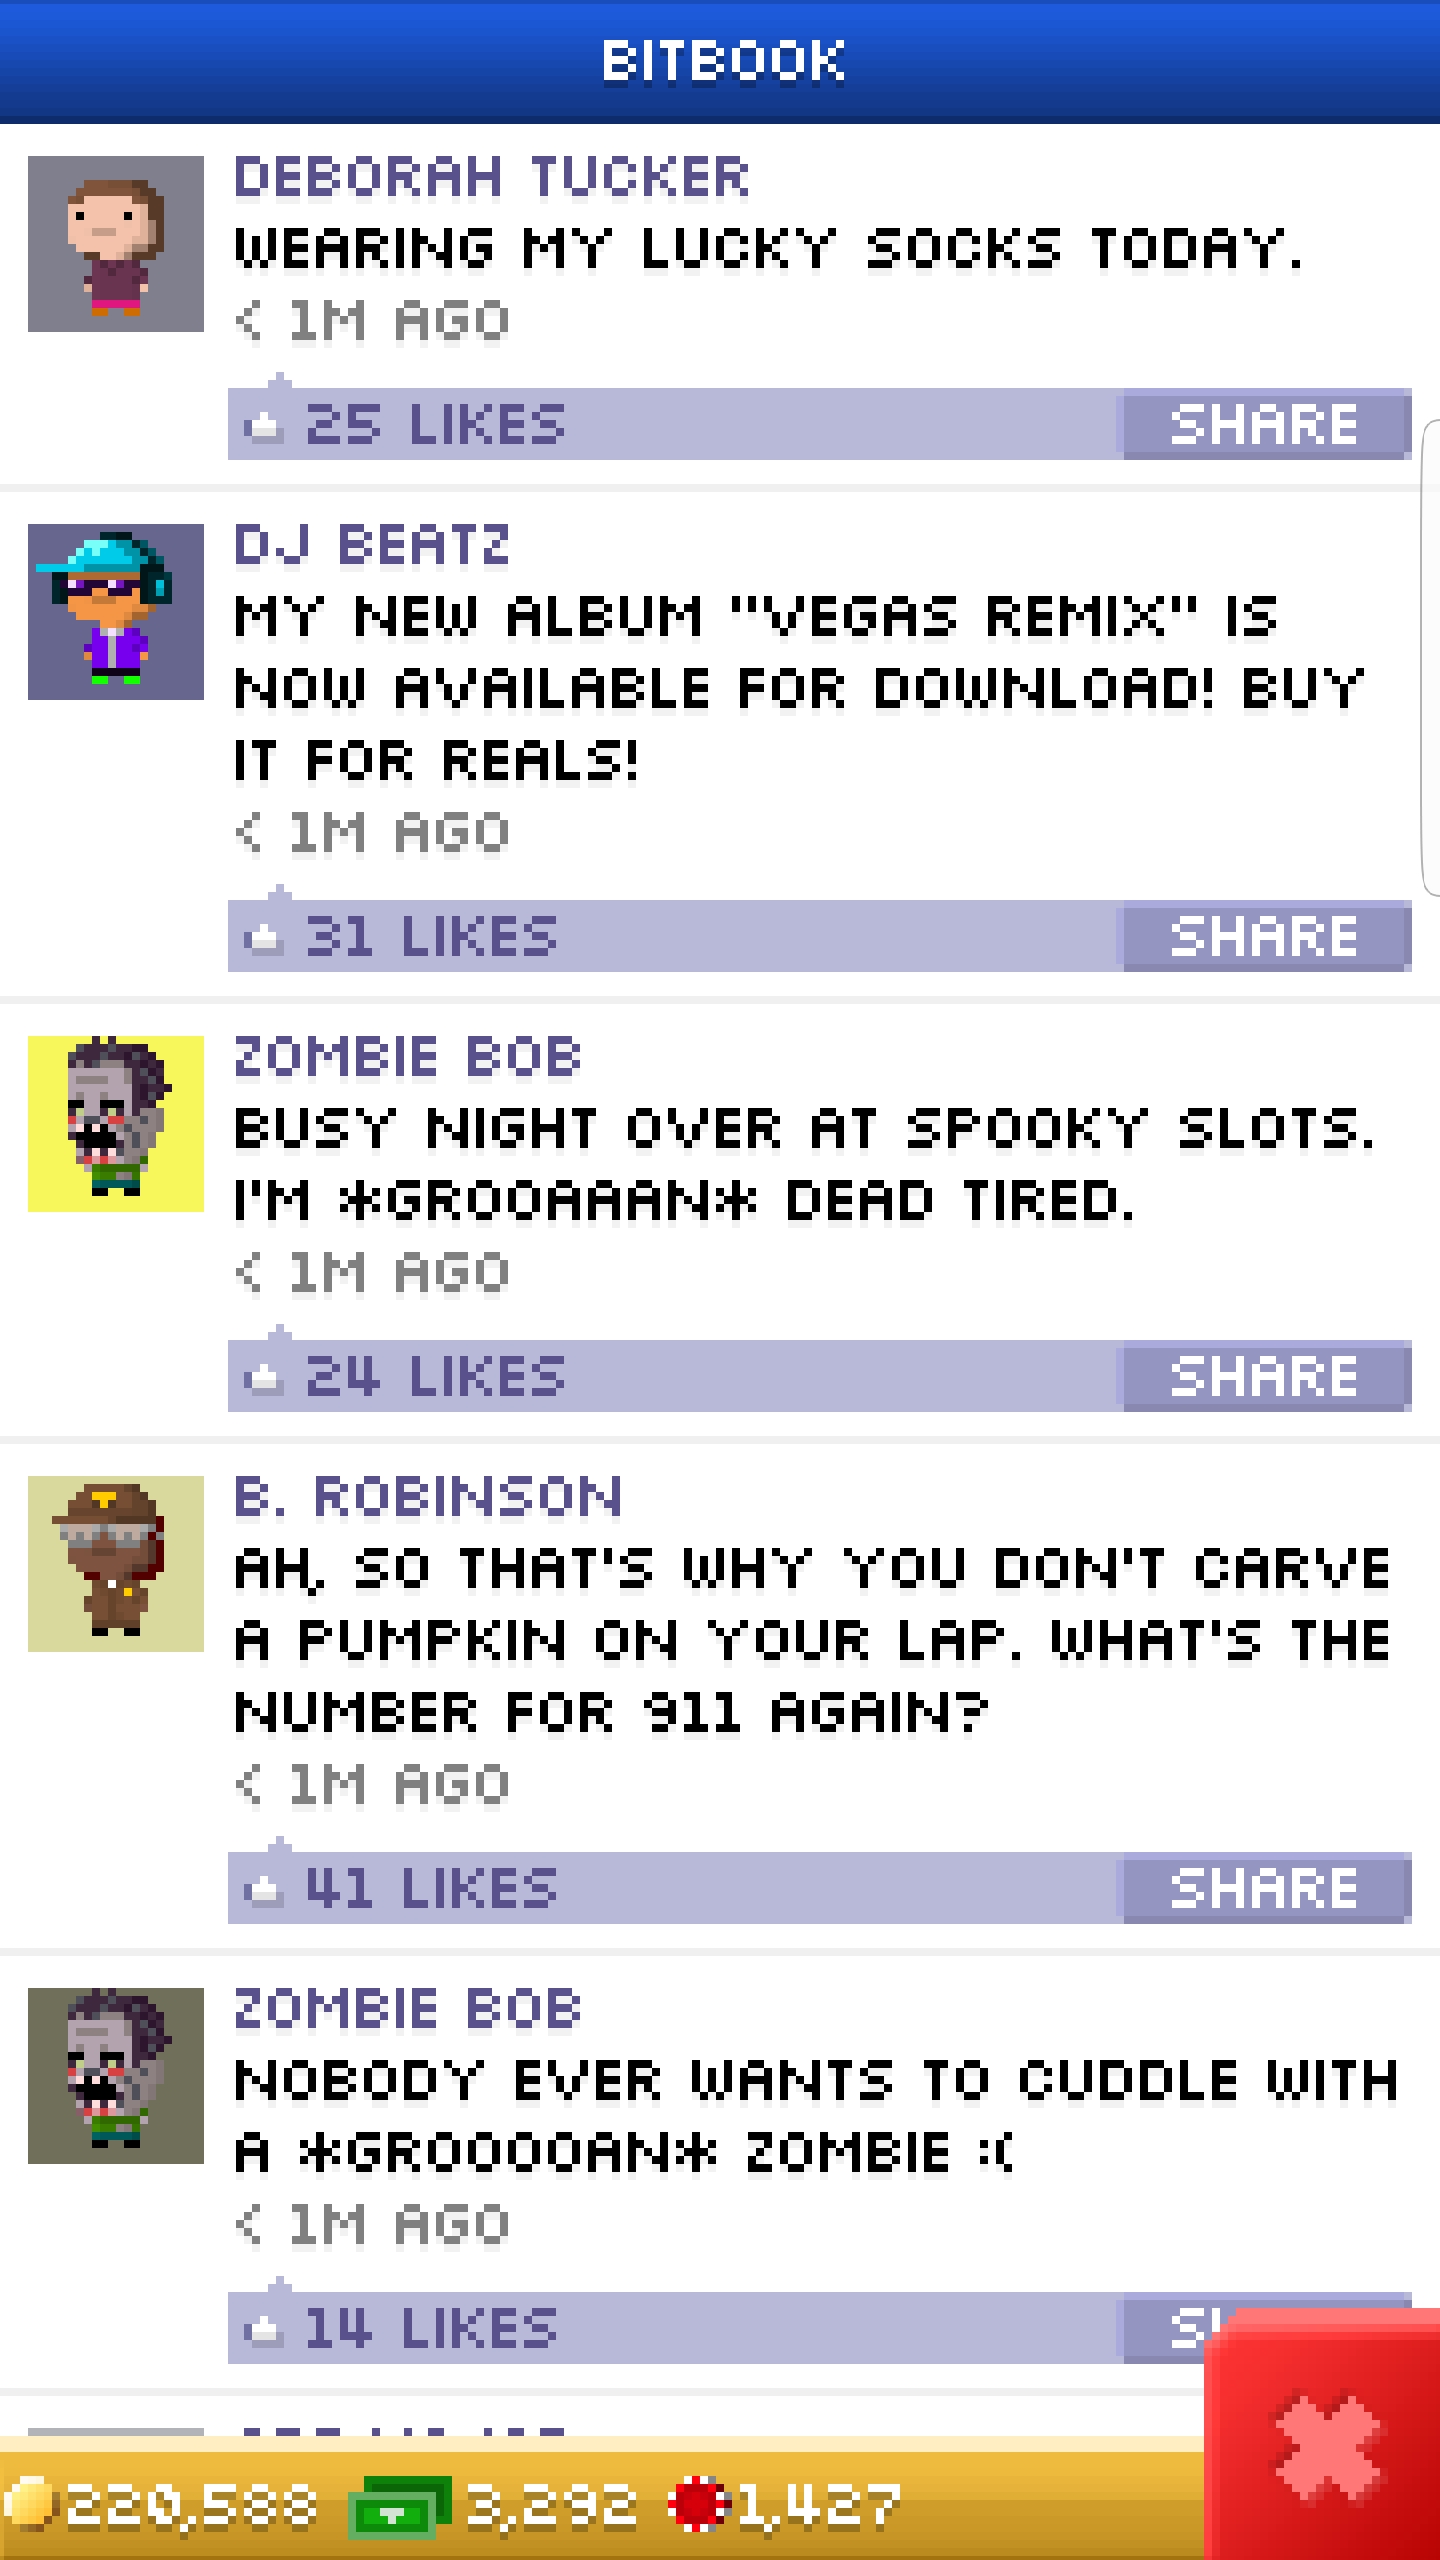 BITBOOK
DEBORAH TUCKER
WEARING MY LUCKY SOCKS TODAY.
< 1M AGO
25 LIKES SHARE
DJ BEATZ
MY NEW ALBUM "VEGAS REMIX" IS
NOW AVAILABLE FOR DOWNLOAD! BUY
IT FOR REALS!
< 1M AGO
31 LIKES SHARE
ZOMBIE BOB
BUSY NIGHT OVER AT SPOOKY SLOTS.
I'M *GROOAAAN* DEAD TIRED.
< 1M AGO
24 LIKES SHARE
B. ROBINSON
AH, SO THAT'S WHY YOU DON'T CARVE
A PUMPKIN ON YOUR LAP. WHAT'S THE
NUMBER FOR 911 AGAIN?
< 1M AGO
41 LIKES SHARE
ZOMBIE BOB
NOBODY EVER WANTS TO CUDDLE WITH
A *GROOOOAN* ZOMBIE :(
< 1M AGO
14 LIKES
220,588 3,292 1,427